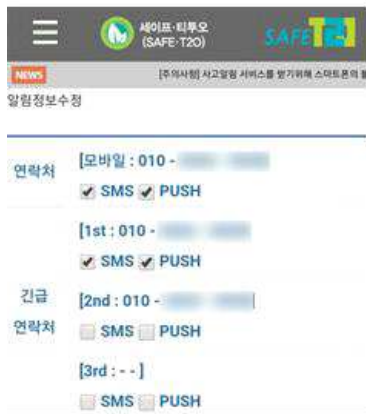 세이프·티투오
(SAFE·T2O)
SAFE T2O
NEWS
[주의사항] 사고알림 서비스를 받기위해 스마트폰의
알림정보수정
연락처
[모바일 : 010 -
SMS PUSH
[1st : 010 -
SMS PUSH
긴급
연락처
[2nd : 010 -
SMS PUSH
[3rd : - - ]
SMS PUSH